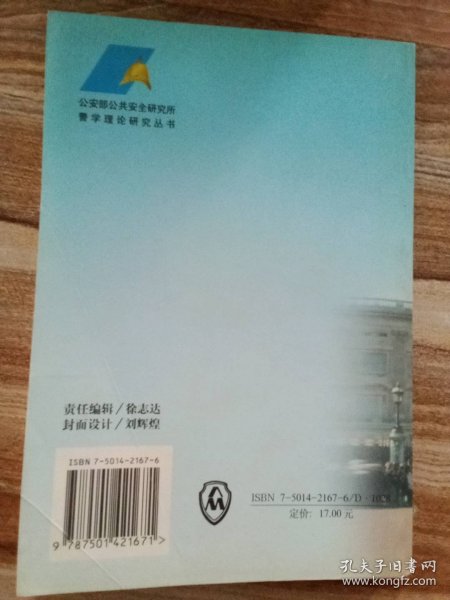 公安部公共安全研究所
警学理论研究丛书
责任编辑/徐志达
封面设计/刘辉煌
ISBN 7-5014-2167-6
9 787501 421671 >
ISBN 7-5014-2167-6/D·1028
定价: 17.00 元
孔夫子旧书网
www.kongfz.com